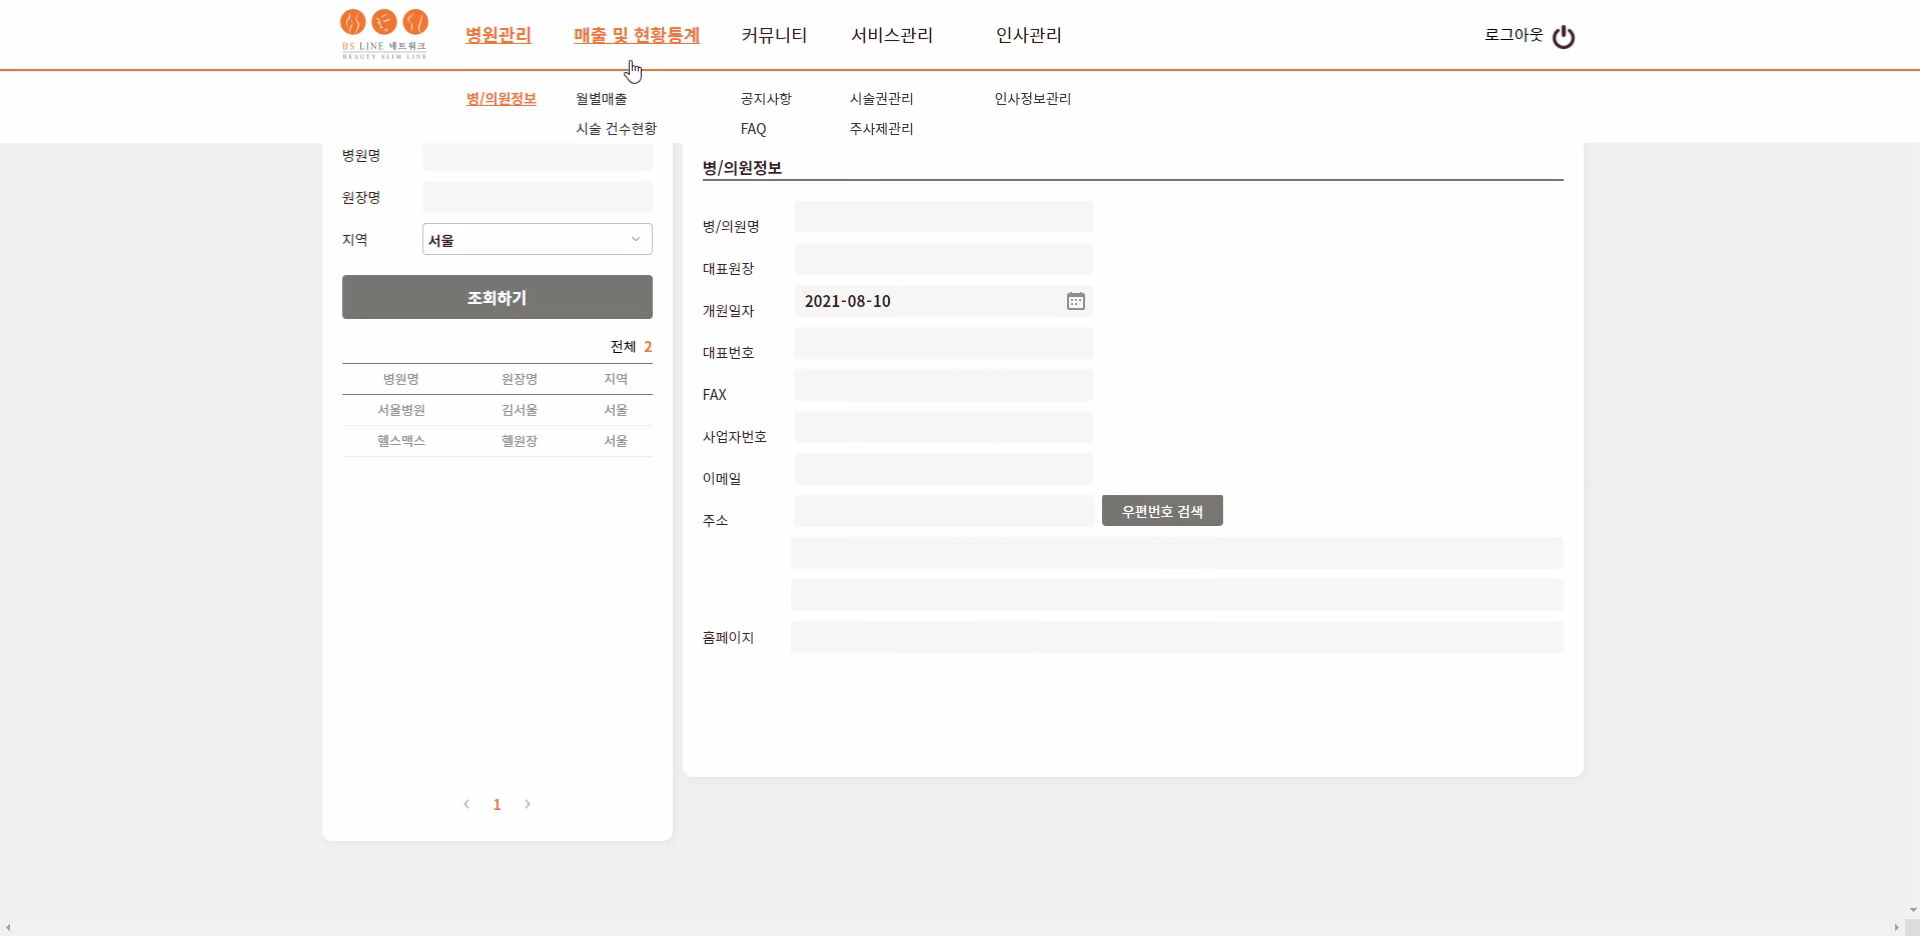 BS LINE 네트워크
BEAUTY SLIM LINE
병원관리 매출 및 현황통계 커뮤니티 서비스관리 인사관리 로그아웃
병/의원정보 월별매출 공지사항 시술권관리 인사정보관리
시술 건수현황 FAQ 주사제관리
병원명
원장명
지역 서울
조회하기
전체 2
병원명 원장명 지역
서울병원 김서울 서울
헬스맥스 헬원장 서울
1
병/의원정보
병/의원명
대표원장
개원일자 2021-08-10
대표번호
FAX
사업자번호
이메일
주소 우편번호 검색
홈페이지